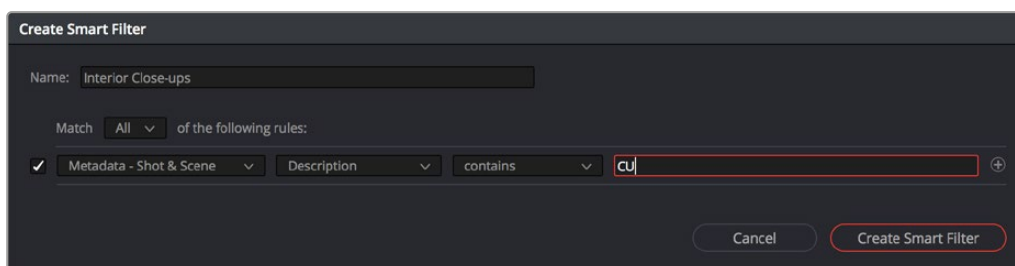 Create Smart Filter
Name: Interior Close-ups
Match All of the following rules:
Metadata - Shot & Scene Description contains CU
Cancel Create Smart Filter